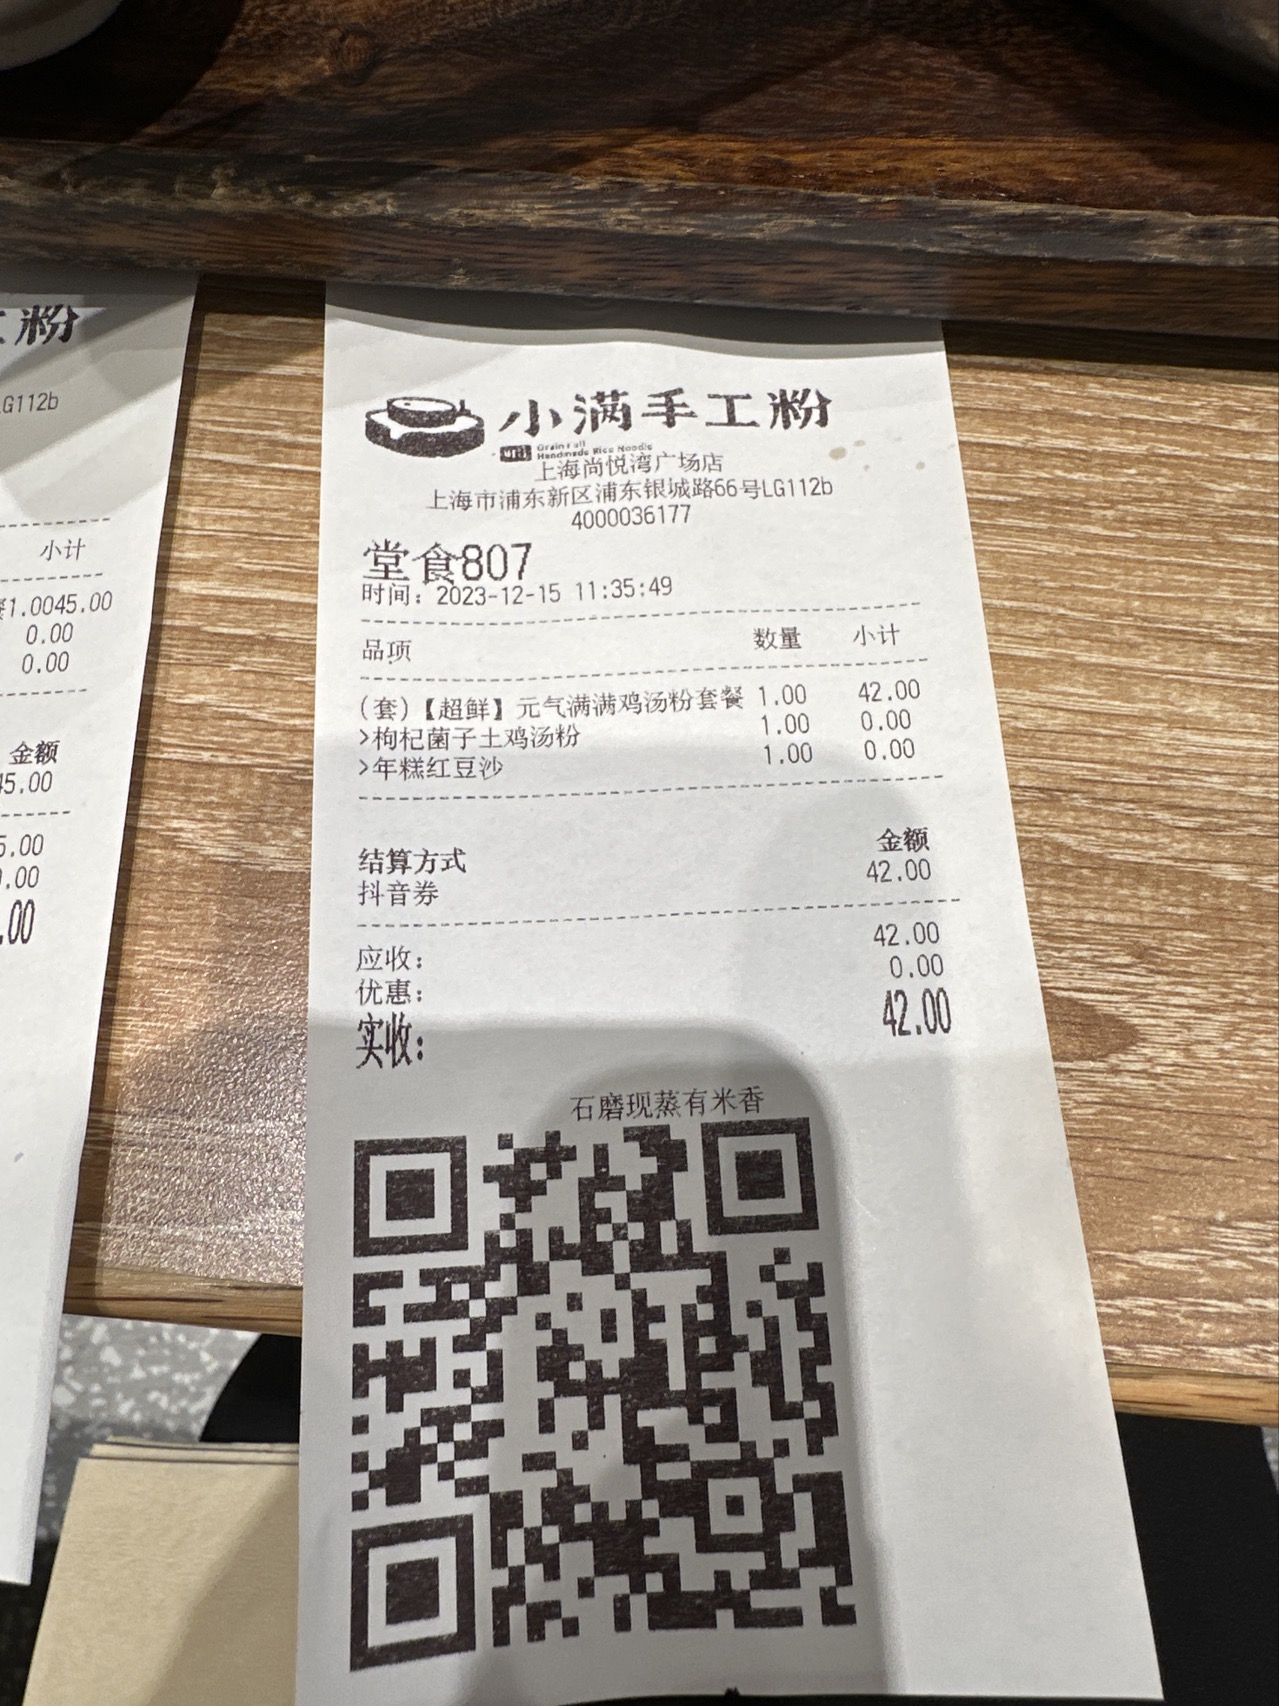 工粉
LG112b
小计
1.0045.00
0.00
0.00
金额
45.00
5.00
0.00
.00
小满手工粉
Grain Full
Handmade Rice Noodle
上海尚悦湾广场店
上海市浦东新区浦东银城路66号LG112b
4000036177
堂食807
时间: 2023-12-15 11:35:49
品项 数量 小计
(套)【超鲜】元气满满鸡汤粉套餐 1.00 42.00
>枸杞菌子土鸡汤粉 1.00 0.00
>年糕红豆沙 1.00 0.00
结算方式 金额
抖音券 42.00
应收: 42.00
优惠: 0.00
实收: 42.00
石磨现蒸有米香